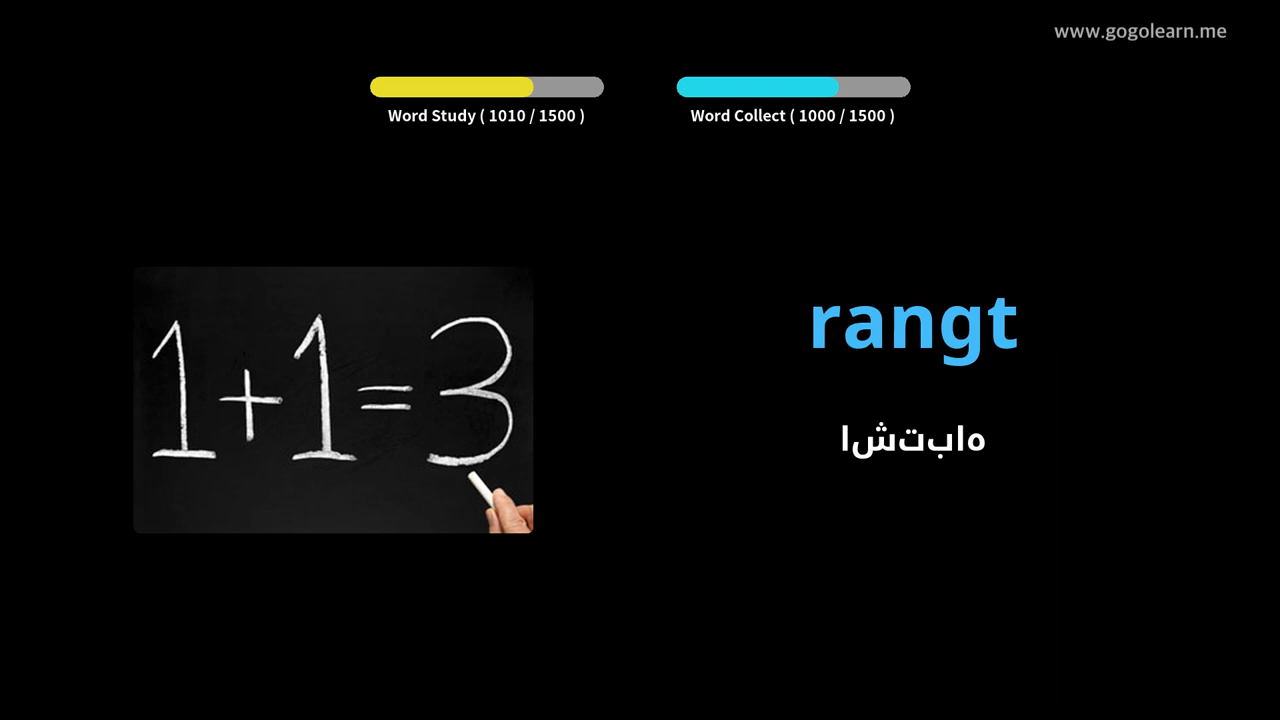 www.gogolearn.me
Word Study ( 1010 / 1500 )
Word Collect ( 1000 / 1500 )
1+1=3
rangt
اشتباه